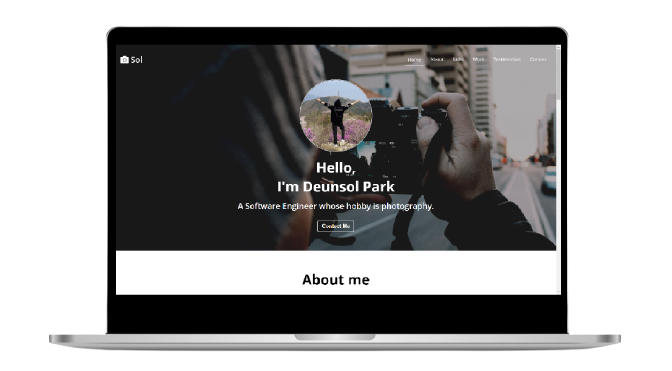 Sol
Home About Skills Work Testimonials Contact
Hello,
I'm Deunsol Park
A Software Engineer whose hobby is photography.
Contact Me
About me